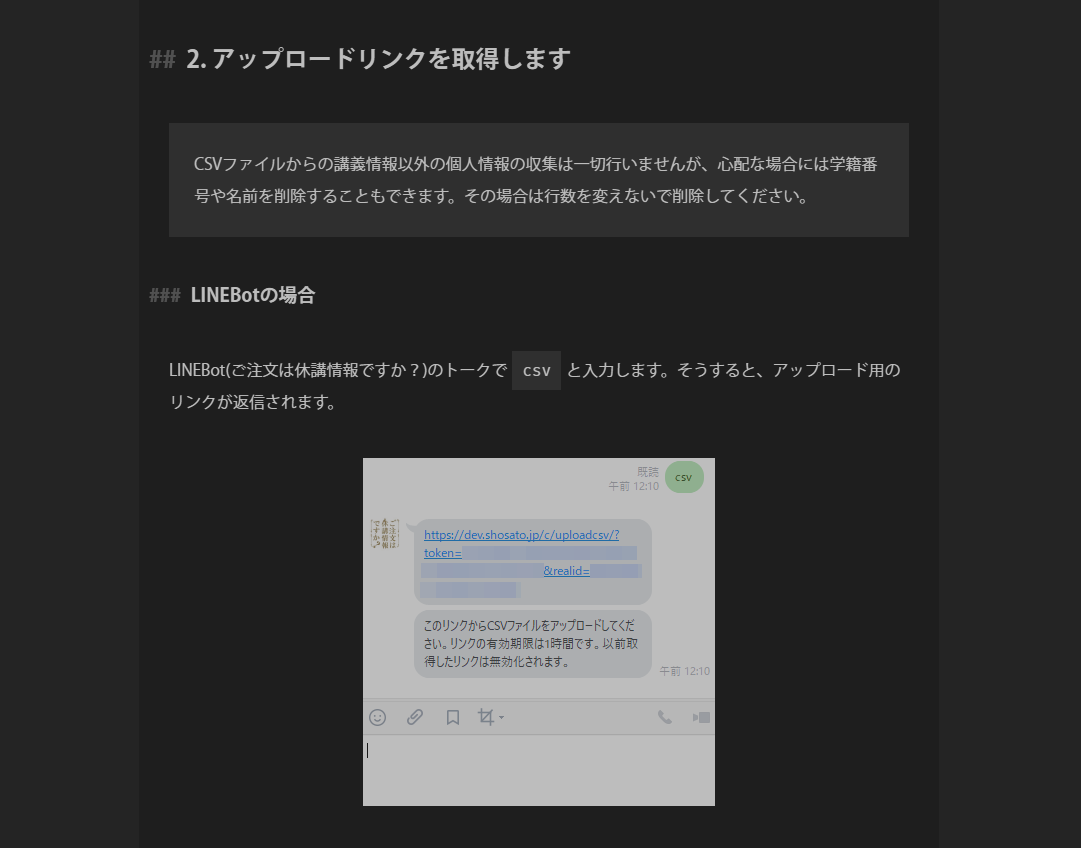 ## 2. アップロードリンクを取得します
CSVファイルからの講義情報以外の個人情報の収集は一切行いませんが、心配な場合には学籍番
号や名前を削除することもできます。その場合は行数を変えないで削除してください。
### LINEBotの場合
LINEBot(ご注文は休講情報ですか？)のトークで csv と入力します。そうすると、アップロード用の
リンクが返信されます。
既読
午前 12:10
csv
ご注文は
休講情報
ですか?
https://dev.shosato.jp/c/uploadcsv/?
token=
&realid=
このリンクからCSVファイルをアップロードしてくだ
さい。リンクの有効期限は1時間です。以前取
得したリンクは無効化されます。
午前 12:10